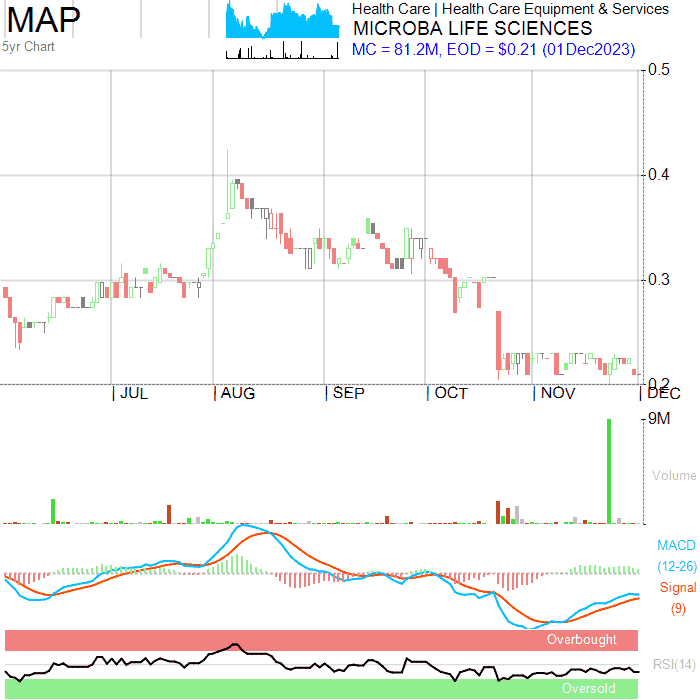 MAP
5yr Chart
Health Care | Health Care Equipment & Services
MICROBA LIFE SCIENCES
MC = 81.2M, EOD = $0.21 (01Dec2023)
0.5
0.4
0.3
0.2
| JUL | AUG | SEP | OCT | NOV | DEC
9M
Volume
MACD
(12-26)
Signal
(9)
Overbought
RSI(14)
Oversold